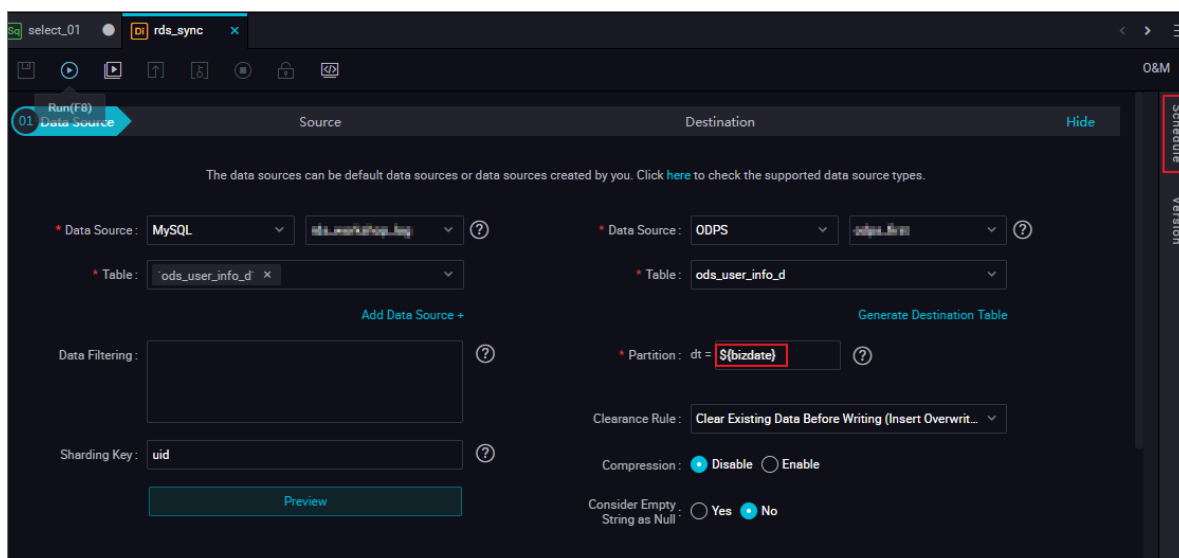 Sq select_01 Di rds_sync ×
O&M
Run(F8)
01 Data Source Source Destination Hide
Schedule
The data sources can be default data sources or data sources created by you. Click here to check the supported data source types.
Version
* Data Source : MySQL ? * Data Source : ODPS ?
* Table : `ods_user_info_d` × * Table : ods_user_info_d
Add Data Source + Generate Destination Table
Data Filtering : ? * Partition : dt = ${bizdate} ?
Clearance Rule : Clear Existing Data Before Writing (Insert Overwrit...
Sharding Key : uid ?
Compression : Disable Enable
Preview
Consider Empty String as Null : Yes No